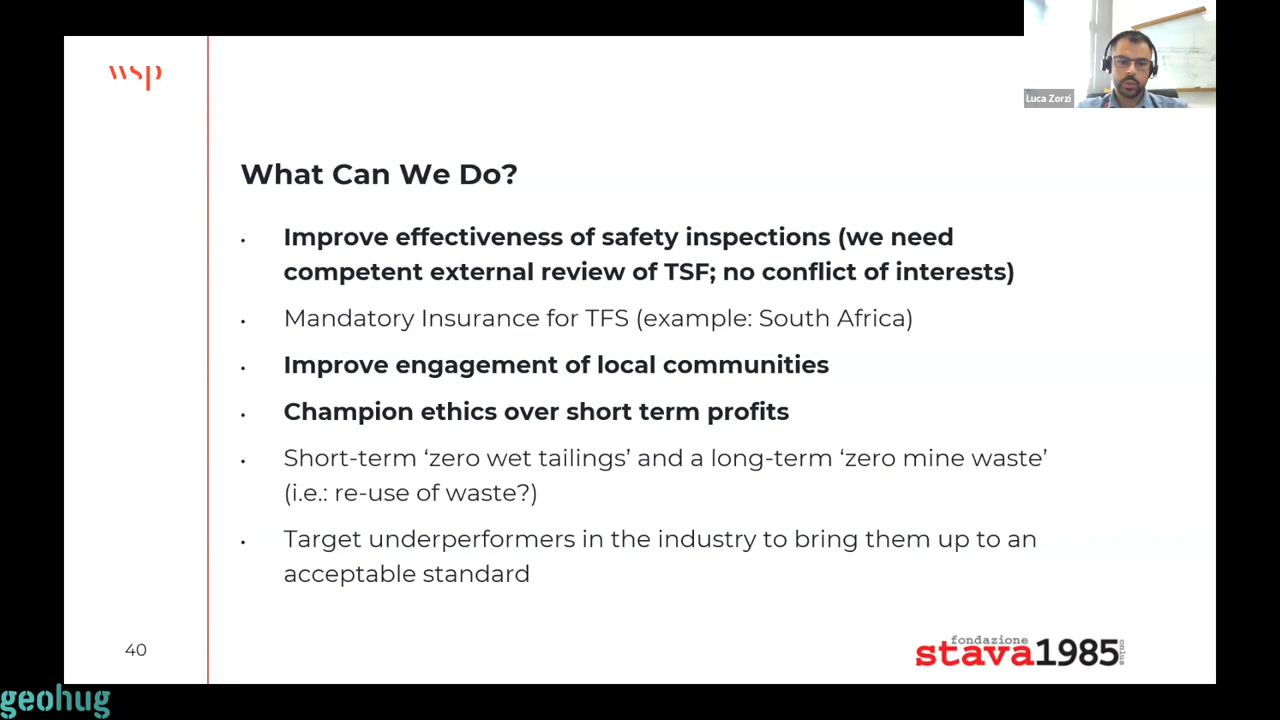 wsp
Luca Zorzi
What Can We Do?
• Improve effectiveness of safety inspections (we need
competent external review of TSF; no conflict of interests)
• Mandatory Insurance for TFS (example: South Africa)
• Improve engagement of local communities
• Champion ethics over short term profits
• Short-term ‘zero wet tailings’ and a long-term ‘zero mine waste’
(i.e.: re-use of waste?)
• Target underperformers in the industry to bring them up to an
acceptable standard
40
fondazione
stava1985
onlus
geohug